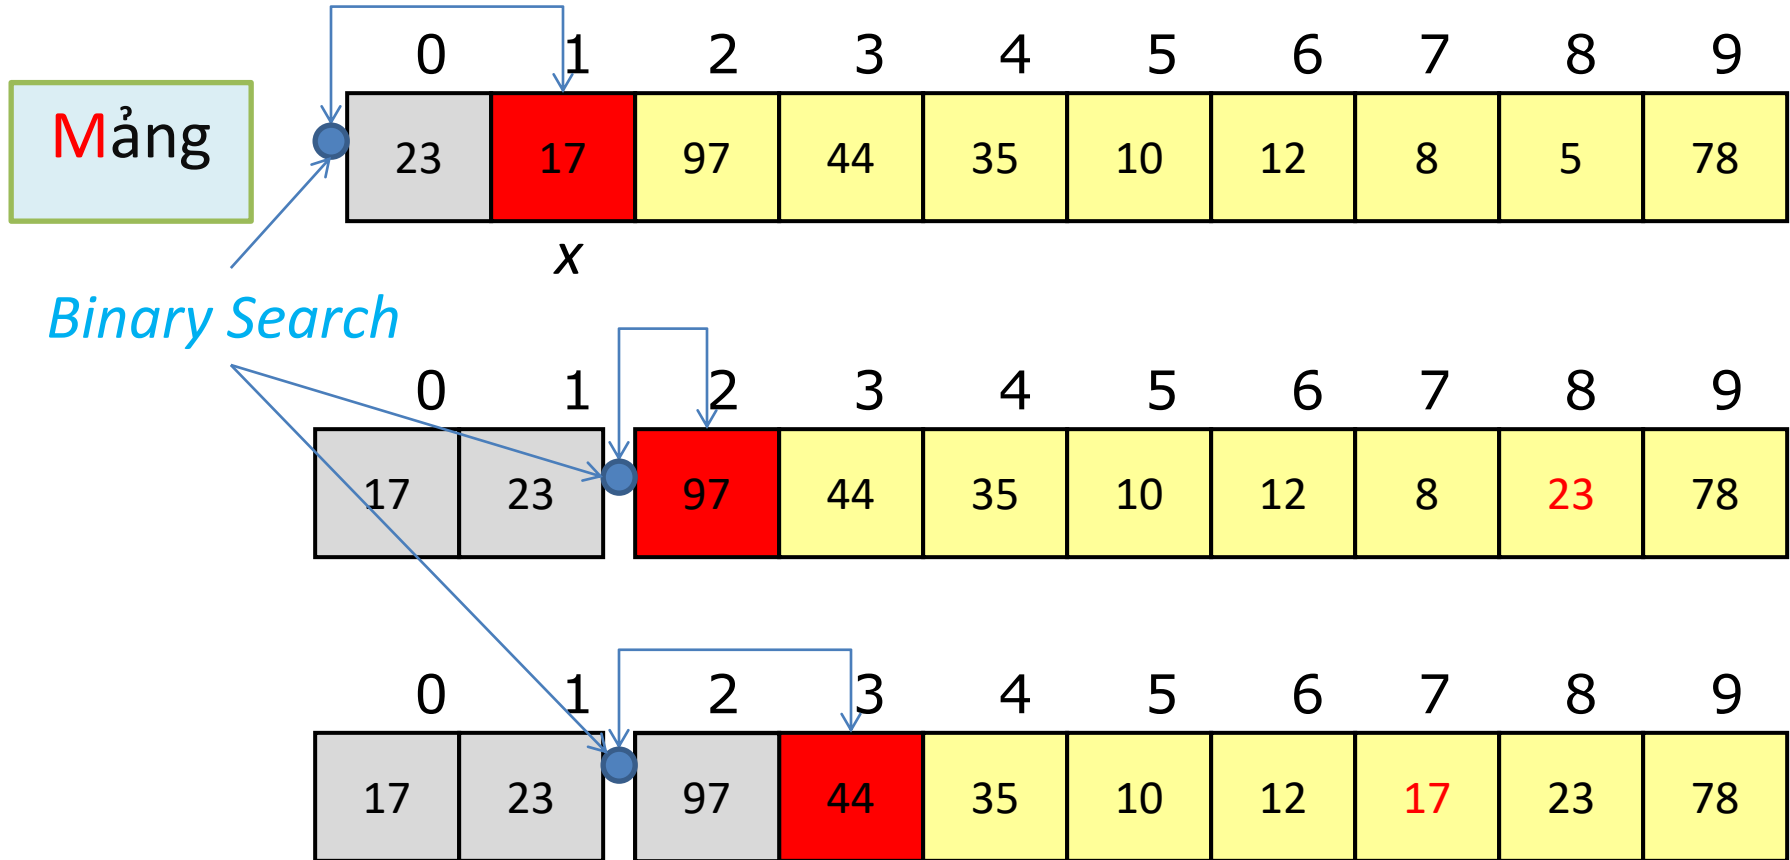 0 1 2 3 4 5 6 7 8 9
Mảng
23 17 97 44 35 10 12 8 5 78
x
Binary Search
0 1 2 3 4 5 6 7 8 9
17 23 97 44 35 10 12 8 23 78
0 1 2 3 4 5 6 7 8 9
17 23 97 44 35 10 12 17 23 78